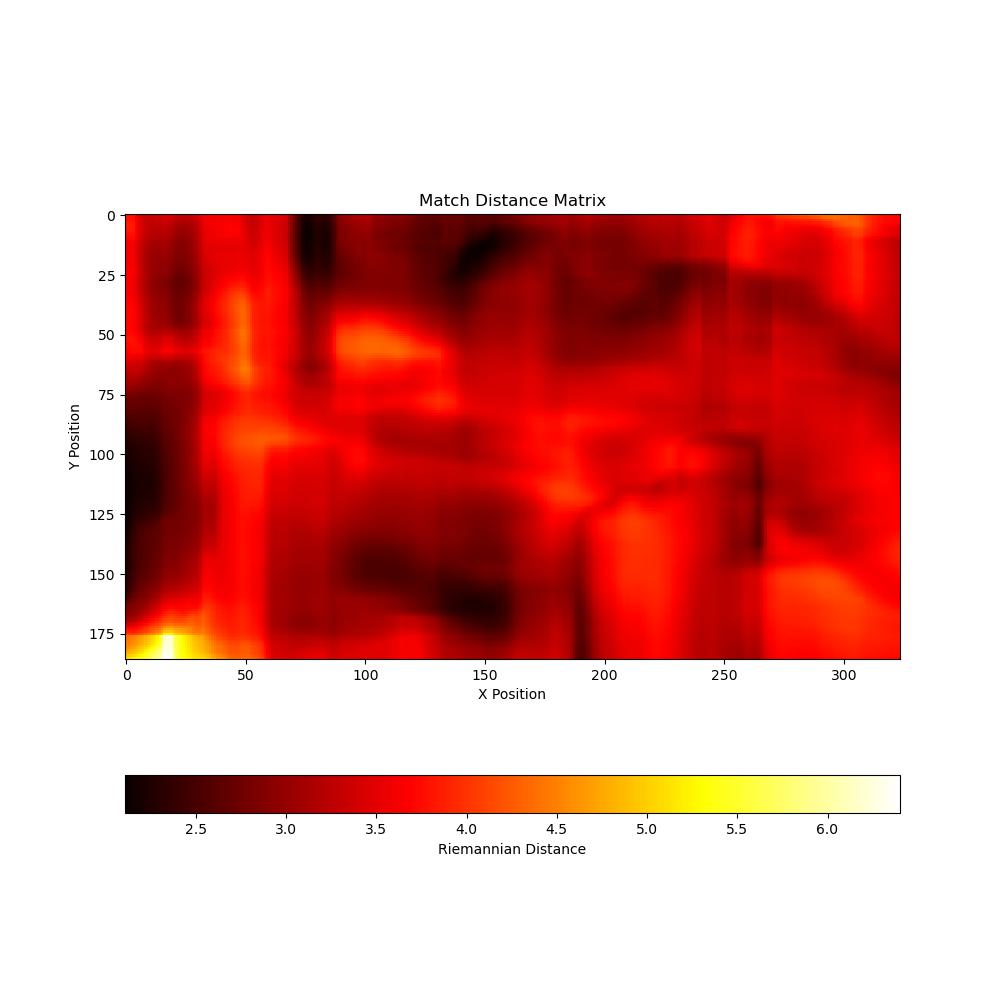 Match Distance Matrix
0
25
50
75
100
125
150
175
Y Position
0 50 100 150 200 250 300
X Position
2.5 3.0 3.5 4.0 4.5 5.0 5.5 6.0
Riemannian Distance